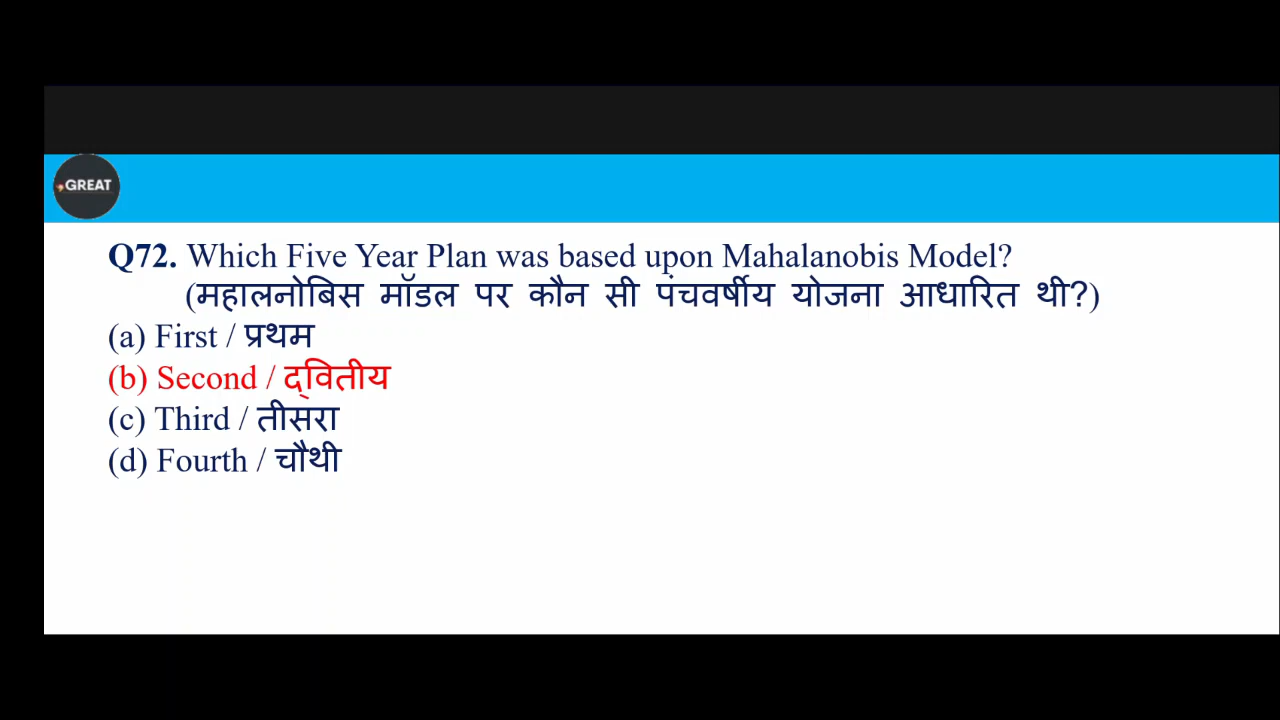 GREAT
Q72. Which Five Year Plan was based upon Mahalanobis Model?
(महालनोबिस मॉडल पर कौन सी पंचवर्षीय योजना आधारित थी?)
(a) First / प्रथम
(b) Second / द्वितीय
(c) Third / तीसरा
(d) Fourth / चौथी